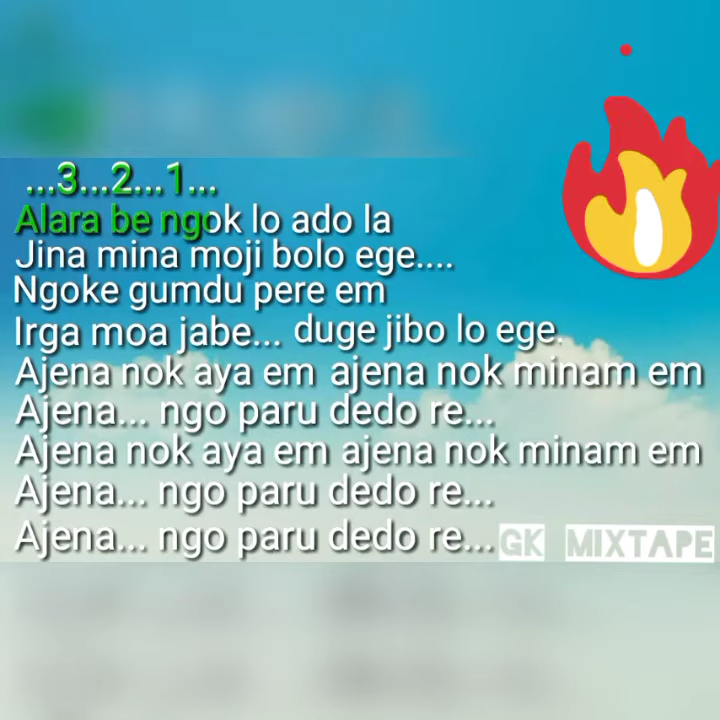 ...3...2...1...
Alara be ngok lo ado la
Jina mina moji bolo ege....
Ngoke gumdu pere em
Irga moa jabe... duge jibo lo ege.
Ajena nok aya em ajena nok minam em
Ajena... ngo paru dedo re...
Ajena nok aya em ajena nok minam em
Ajena... ngo paru dedo re...
Ajena... ngo paru dedo re...
GK MIXTAPE